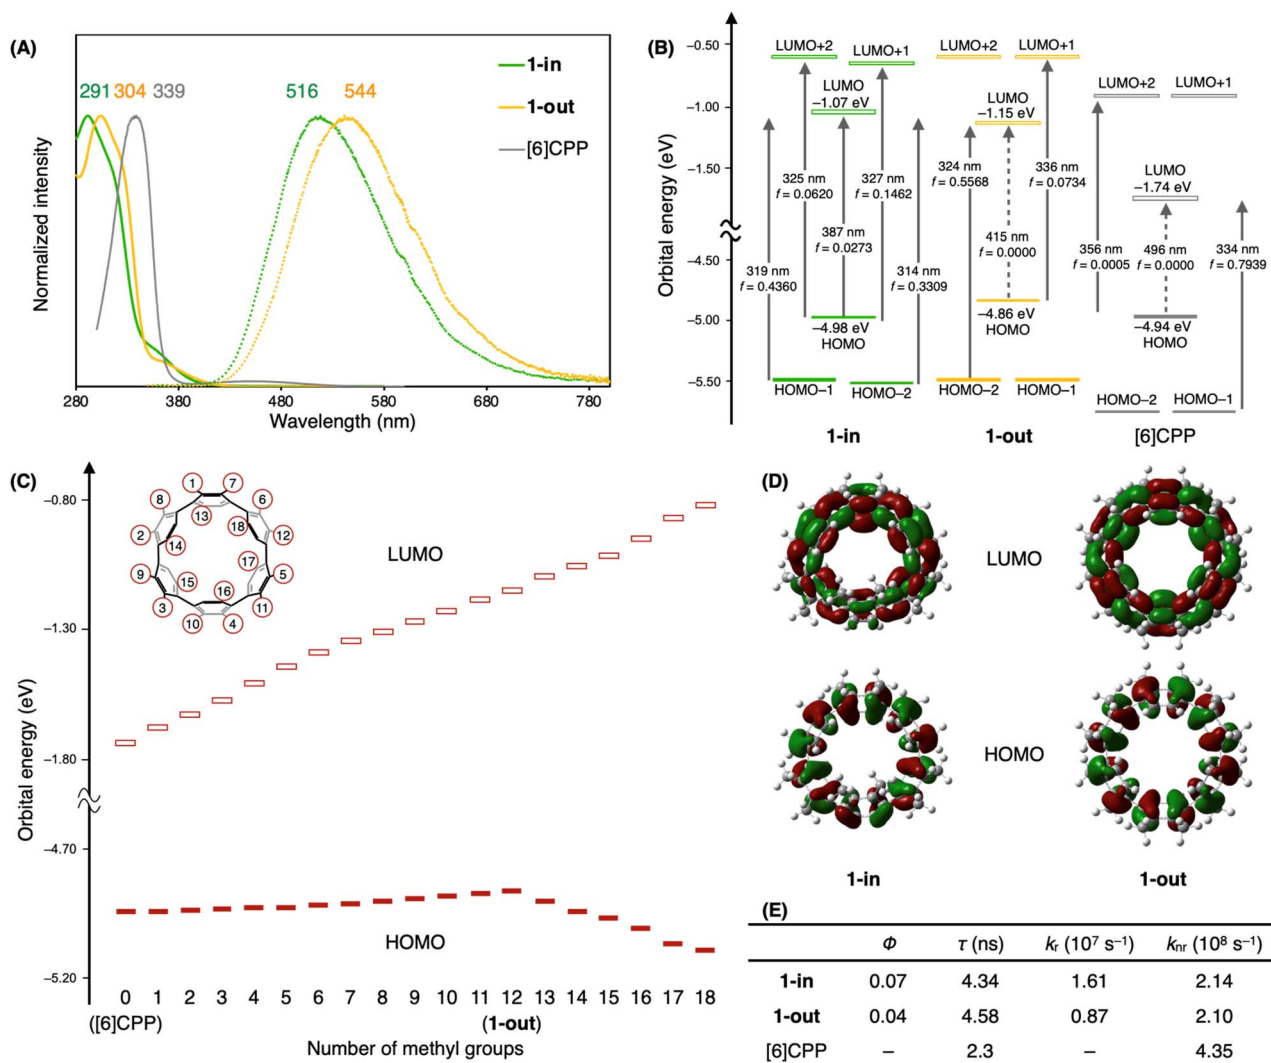 (A)
291 304 339
516 544
1-in
1-out
[6]CPP
Normalized intensity
280 380 480 580 680 780
Wavelength (nm)
(B)
Orbital energy (eV)
−0.50
−1.00
−1.50
−4.50
−5.00
−5.50
LUMO+2 LUMO+1 LUMO+2 LUMO+1
LUMO+2 LUMO+1
LUMO
−1.07 eV
LUMO
−1.15 eV
LUMO
−1.74 eV
319 nm
f = 0.4360
325 nm
f = 0.0620
387 nm
f = 0.0273
327 nm
f = 0.1462
314 nm
f = 0.3309
324 nm
f = 0.5568
415 nm
f = 0.0000
336 nm
f = 0.0734
356 nm
f = 0.0005
496 nm
f = 0.0000
334 nm
f = 0.7939
−4.98 eV
HOMO
−4.86 eV
HOMO
−4.94 eV
HOMO
HOMO−1 HOMO−2 HOMO−2 HOMO−1
HOMO−2 HOMO−1
1-in 1-out [6]CPP
(C)
Orbital energy (eV)
−0.80
−1.30
−1.80
−4.70
−5.20
1 7
8 6
13 18
2 14 12
17
9 15 16 5
3 11
10 4
LUMO
HOMO
0 1 2 3 4 5 6 7 8 9 10 11 12 13 14 15 16 17 18
([6]CPP) (1-out)
Number of methyl groups
(D)
LUMO
HOMO
1-in 1-out
(E)
Φ τ (ns) kr (10⁷ s⁻¹) knr (10⁸ s⁻¹)
1-in 0.07 4.34 1.61 2.14
1-out 0.04 4.58 0.87 2.10
[6]CPP – 2.3 – 4.35